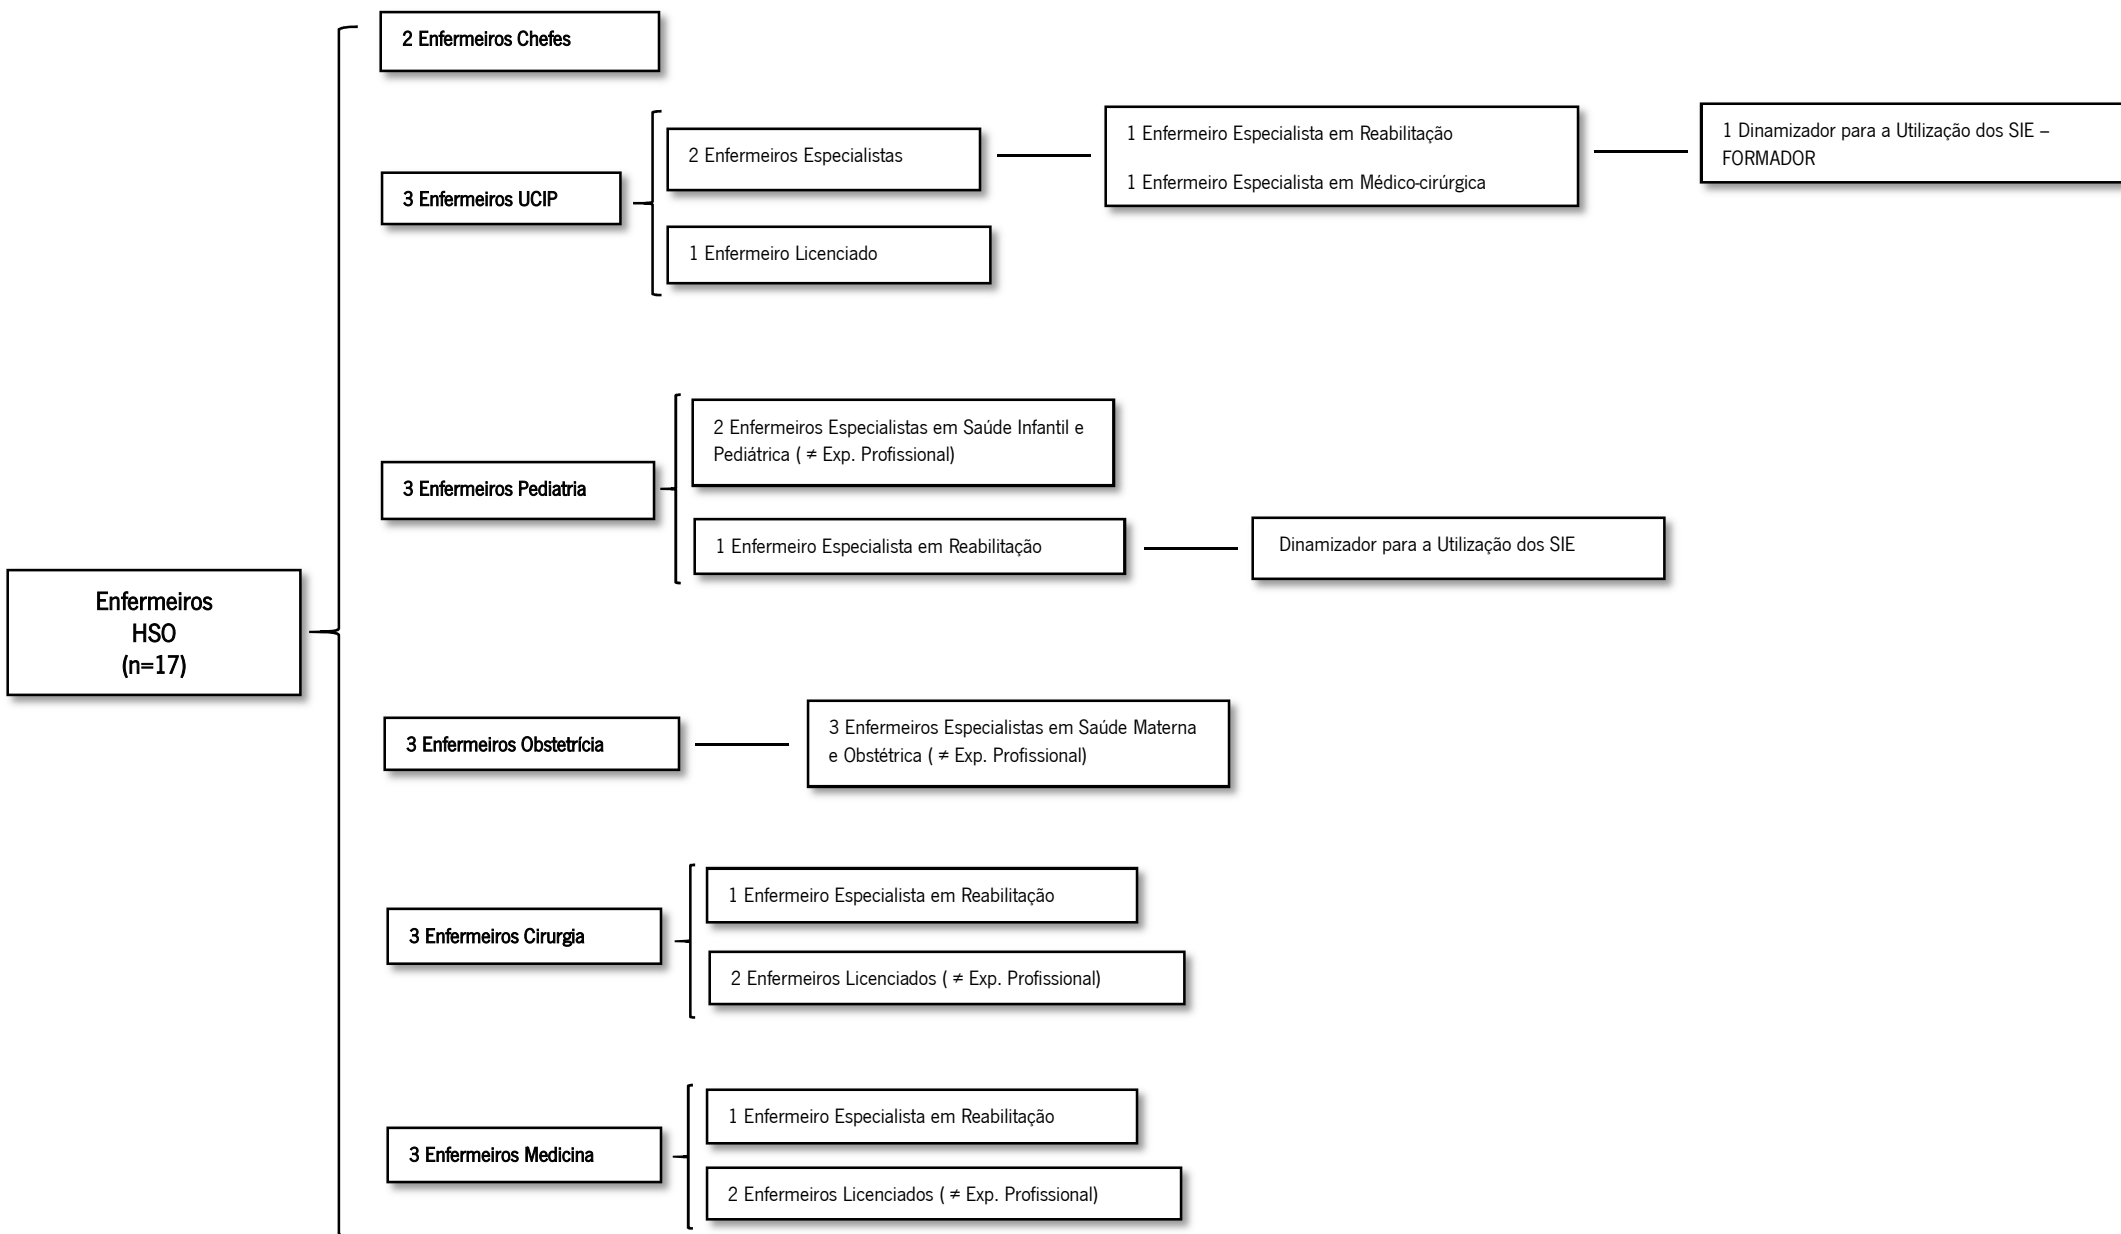 2 Enfermeiros Chefes
3 Enfermeiros UCIP
2 Enfermeiros Especialistas
1 Enfermeiro Especialista em Reabilitação
1 Enfermeiro Especialista em Médico-cirúrgica
1 Dinamizador para a Utilização dos SIE –
FORMADOR
1 Enfermeiro Licenciado
3 Enfermeiros Pediatria
2 Enfermeiros Especialistas em Saúde Infantil e
Pediátrica ( ≠ Exp. Profissional)
1 Enfermeiro Especialista em Reabilitação
Dinamizador para a Utilização dos SIE
Enfermeiros
HSO
(n=17)
3 Enfermeiros Obstetrícia
3 Enfermeiros Especialistas em Saúde Materna
e Obstétrica ( ≠ Exp. Profissional)
3 Enfermeiros Cirurgia
1 Enfermeiro Especialista em Reabilitação
2 Enfermeiros Licenciados ( ≠ Exp. Profissional)
3 Enfermeiros Medicina
1 Enfermeiro Especialista em Reabilitação
2 Enfermeiros Licenciados ( ≠ Exp. Profissional)